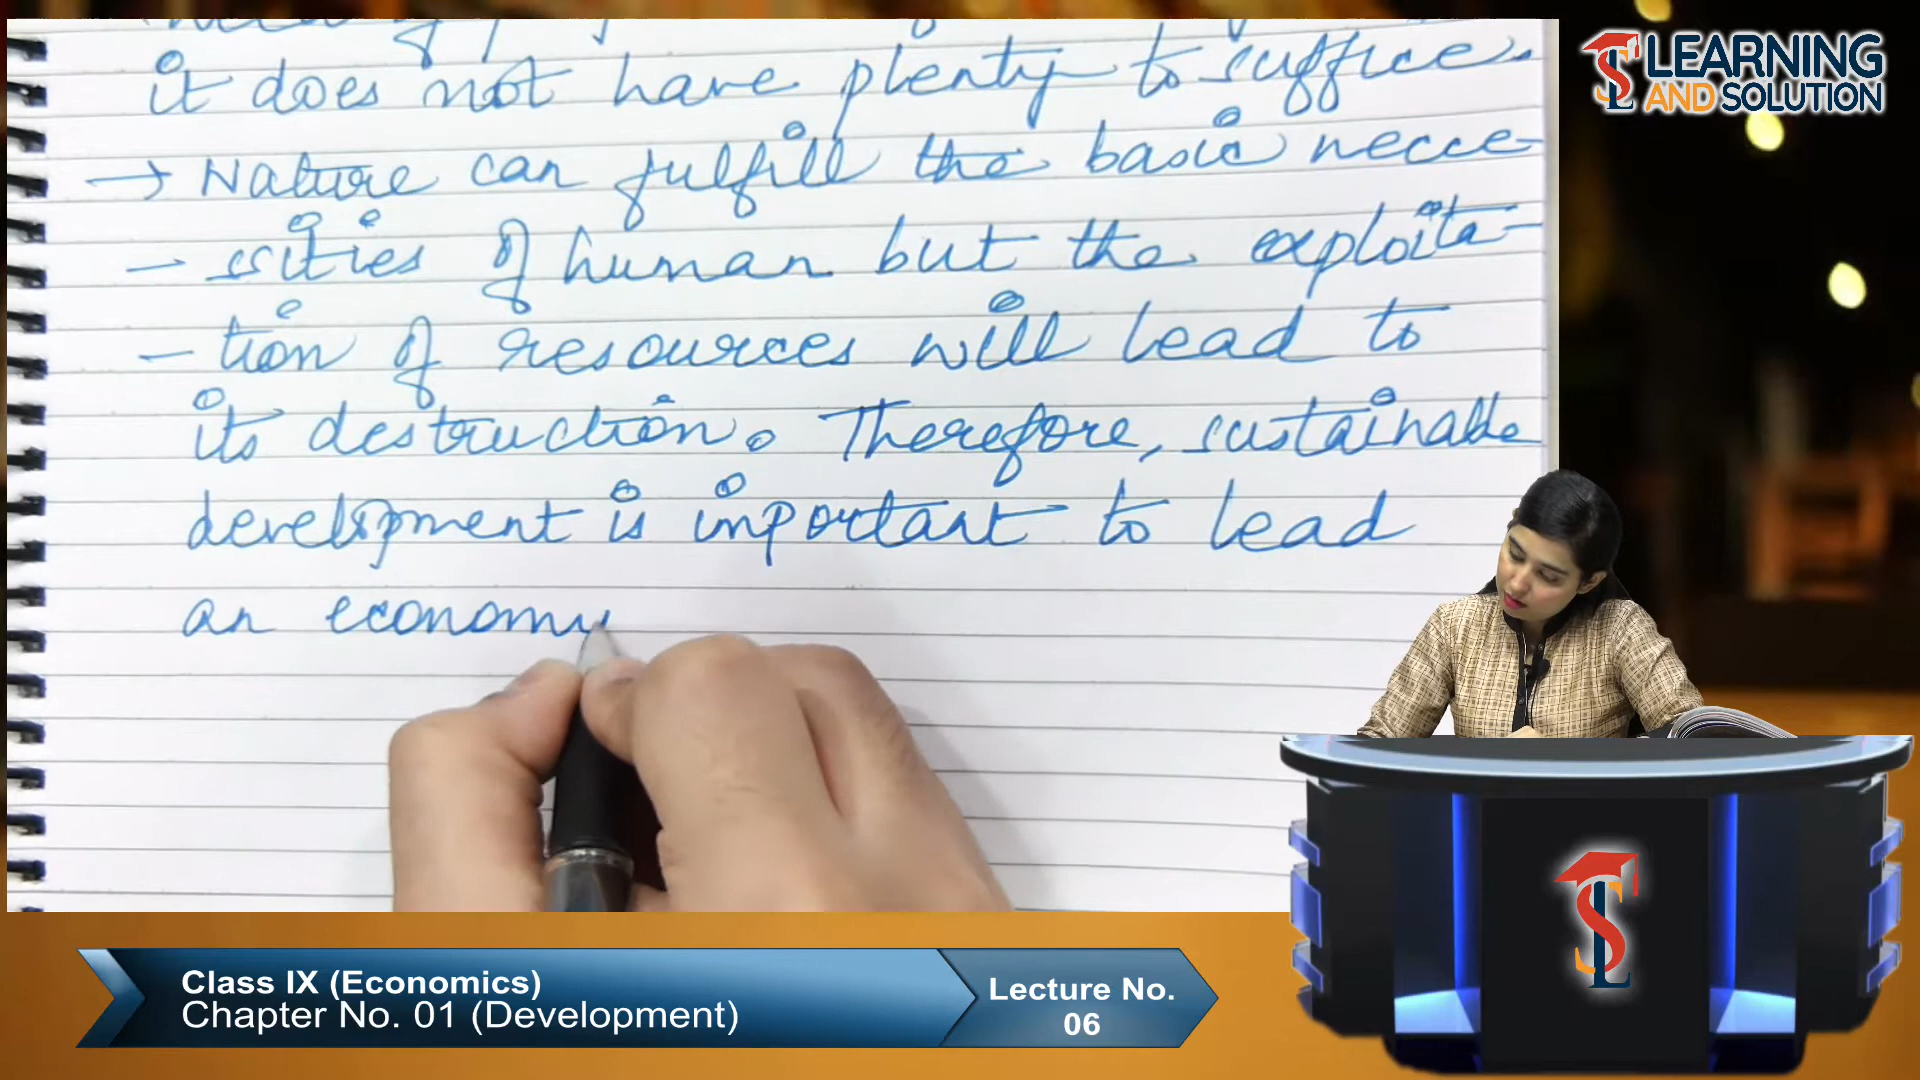 it does not have plenty to suffice.
→ Nature can fulfill the basic necce-
- ssities of human but the exploita-
- tion of resources will lead to
its destruction. Therefore, sustainable
development is important to lead
an economy
LEARNING
AND SOLUTION
Class IX (Economics)
Chapter No. 01 (Development)
Lecture No.
06